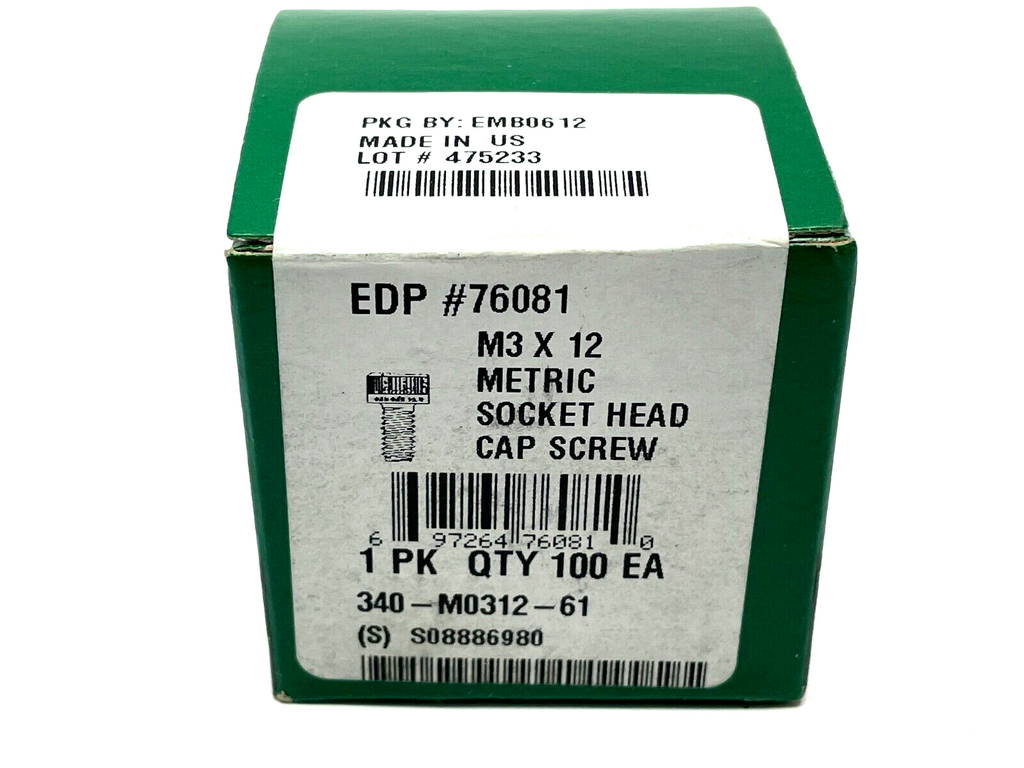 PKG BY: EMB0612
MADE IN US
LOT # 475233
EDP #76081
M3 X 12
METRIC
SOCKET HEAD
CAP SCREW
6 97264 76081 0
1 PK QTY 100 EA
340-M0312-61
(S) S08886980